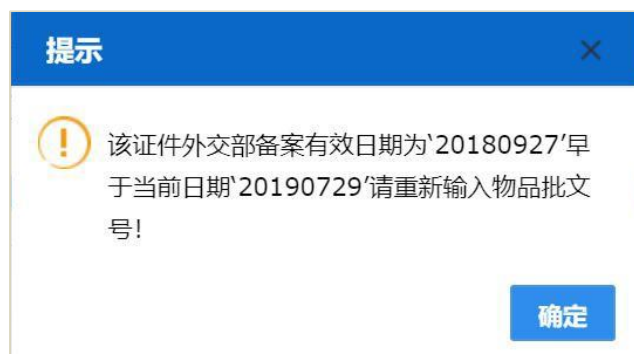 提示
该证件外交部备案有效日期为'20180927'早
于当前日期'20190729'请重新输入物品批文
号!
确定